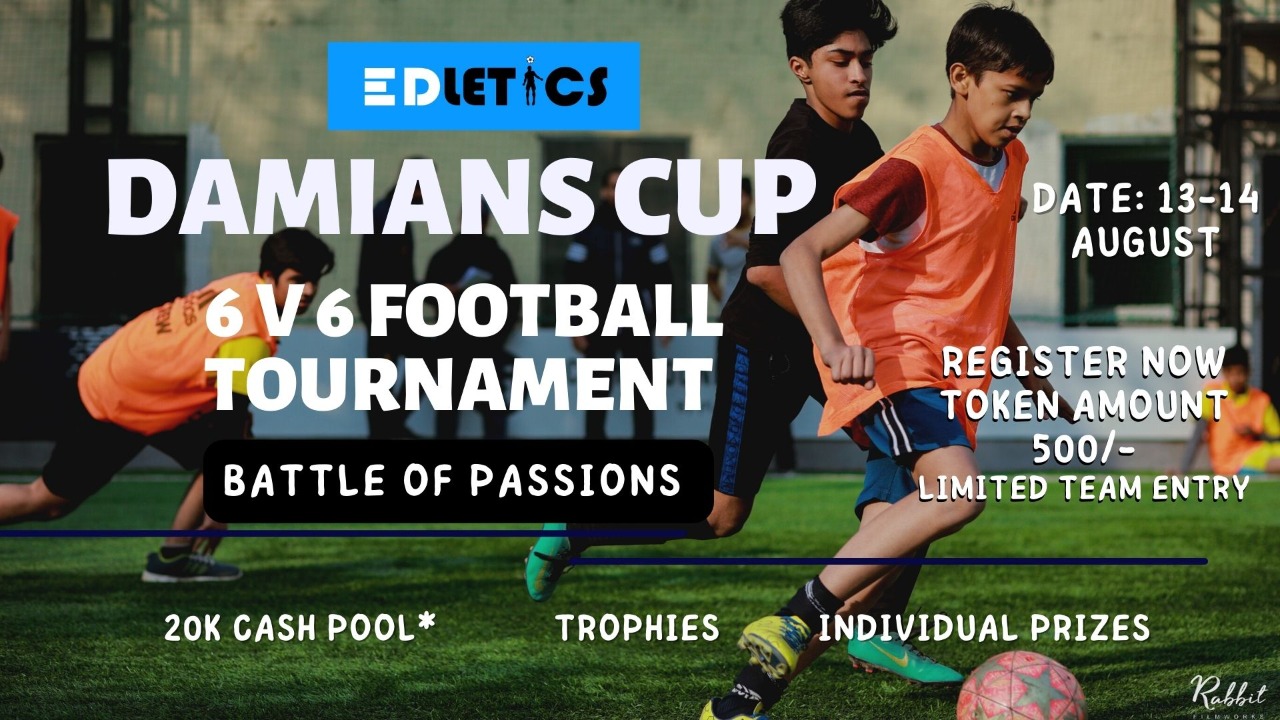 EDLETICS
DAMIANS CUP
6 V 6 FOOTBALL
TOURNAMENT
BATTLE OF PASSIONS
DATE: 13-14
AUGUST
REGISTER NOW
TOKEN AMOUNT
500/-
LIMITED TEAM ENTRY
20K CASH POOL*
TROPHIES
INDIVIDUAL PRIZES
Rabbit
FILMWORKS